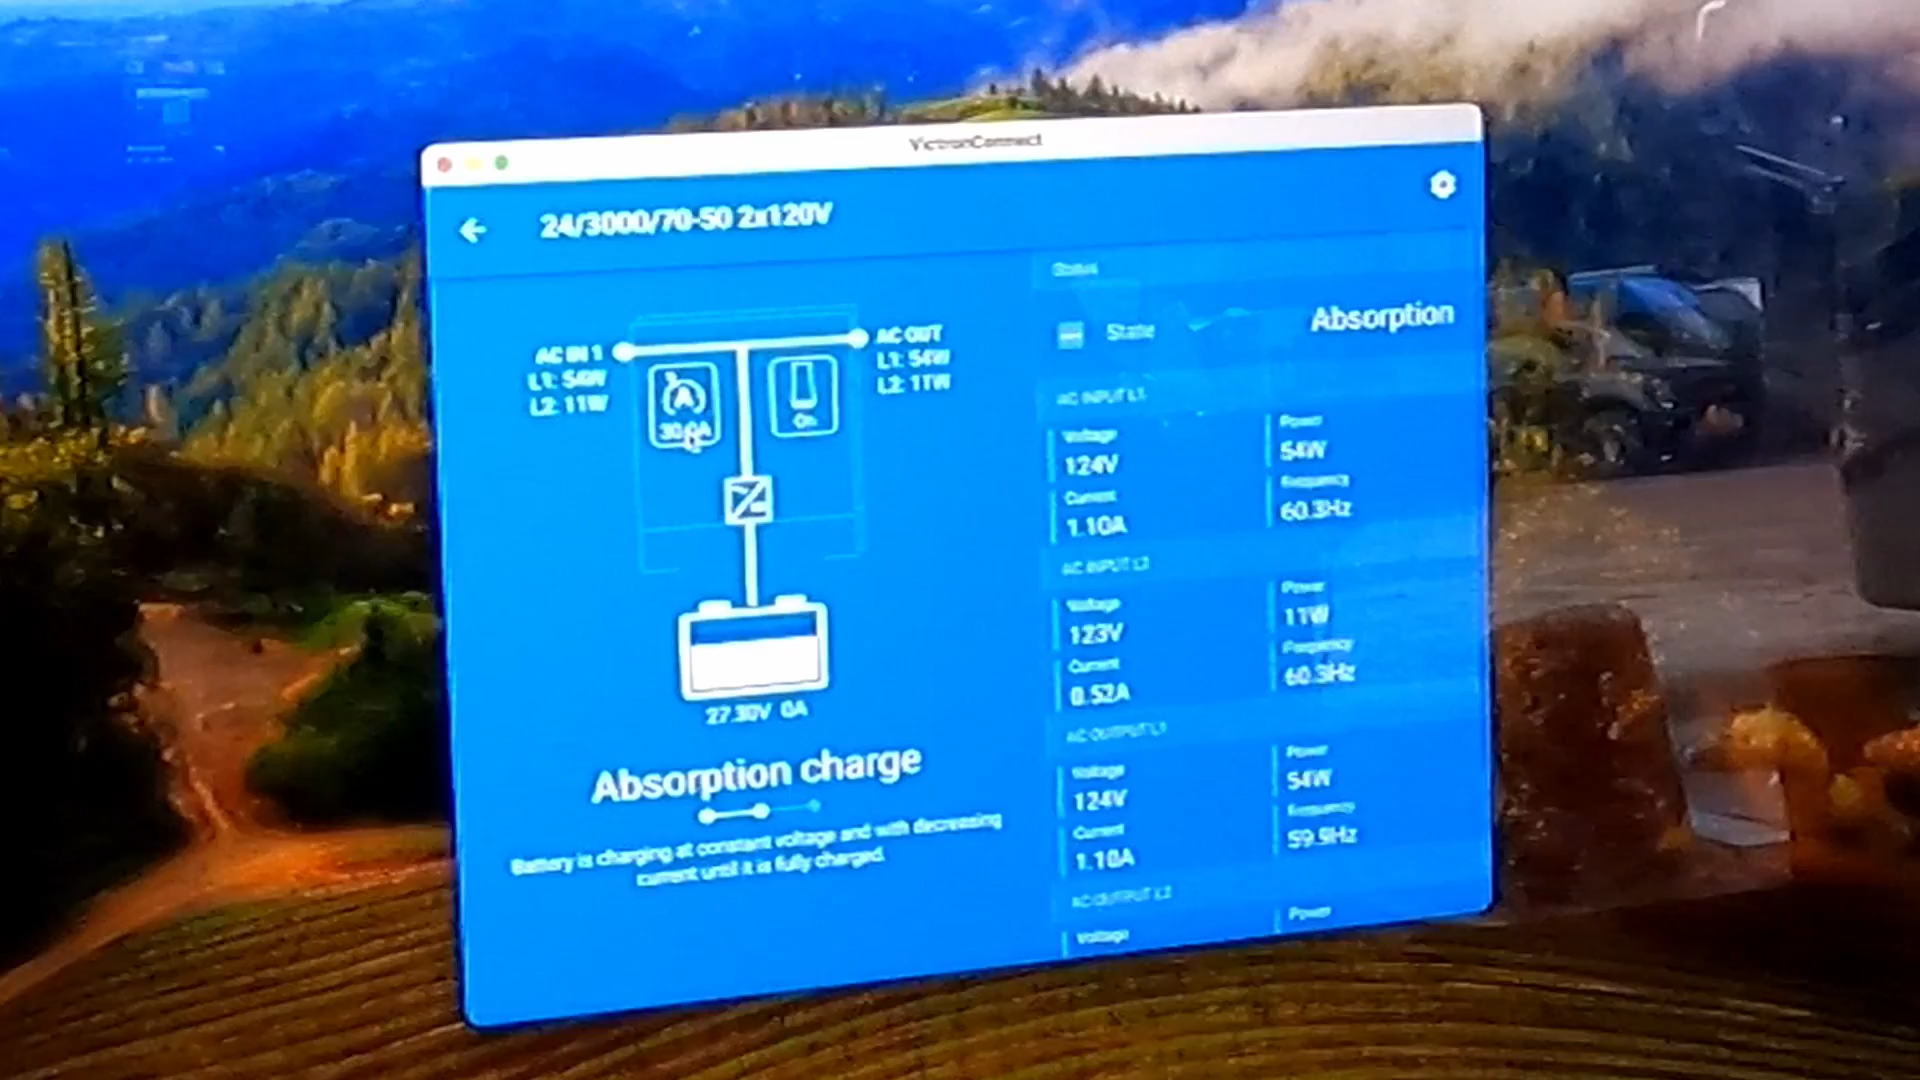 VictronConnect
24/3000/70-50 2x120V
AC IN 1
L1: 54W
L2: 11W
AC OUT
L1: 54W
L2: 11W
30.0A
On
27.30V 0A
Absorption charge
Battery is charging at constant voltage and with decreasing
current until it is fully charged.
Status
State
Absorption
AC INPUT L1
Voltage
124V
Power
54W
Current
1.10A
Frequency
60.3Hz
AC INPUT L2
Voltage
123V
Power
11W
Current
0.52A
Frequency
60.3Hz
AC OUTPUT L1
Voltage
124V
Power
54W
Current
1.10A
Frequency
59.9Hz
AC OUTPUT L2
Voltage
Power